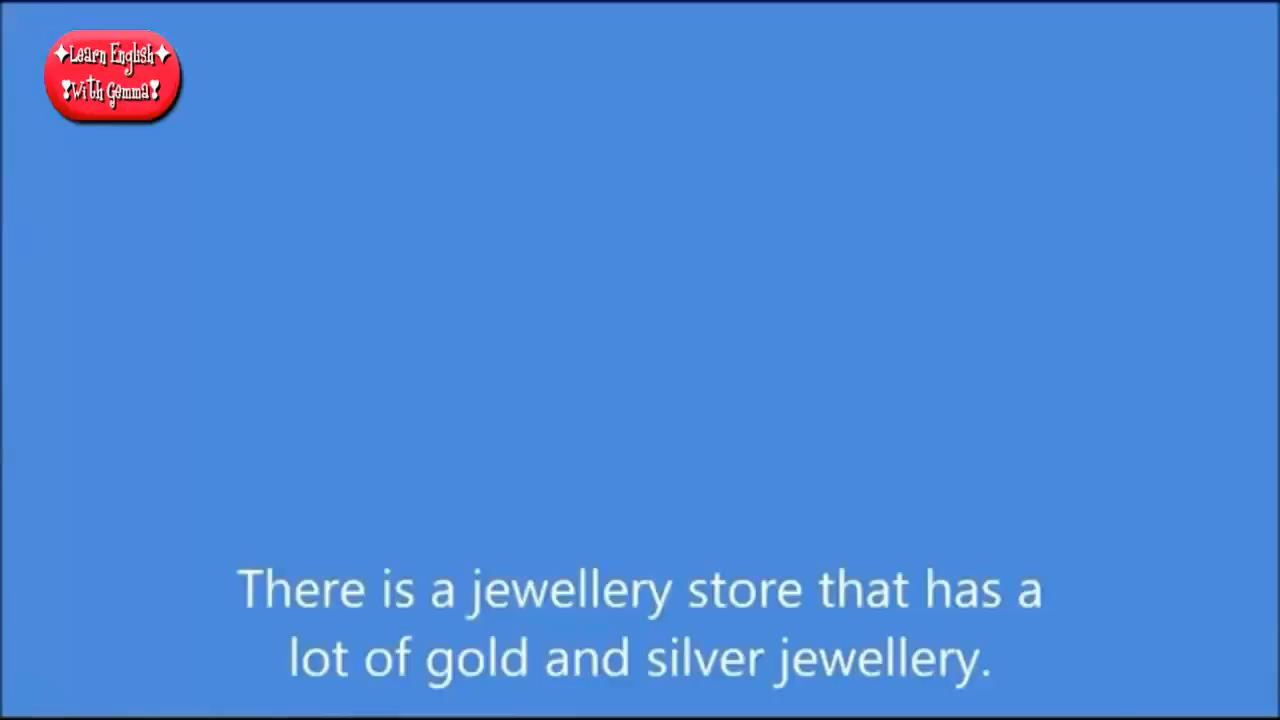 Learn English
With Gemma
There is a jewellery store that has a
lot of gold and silver jewellery.